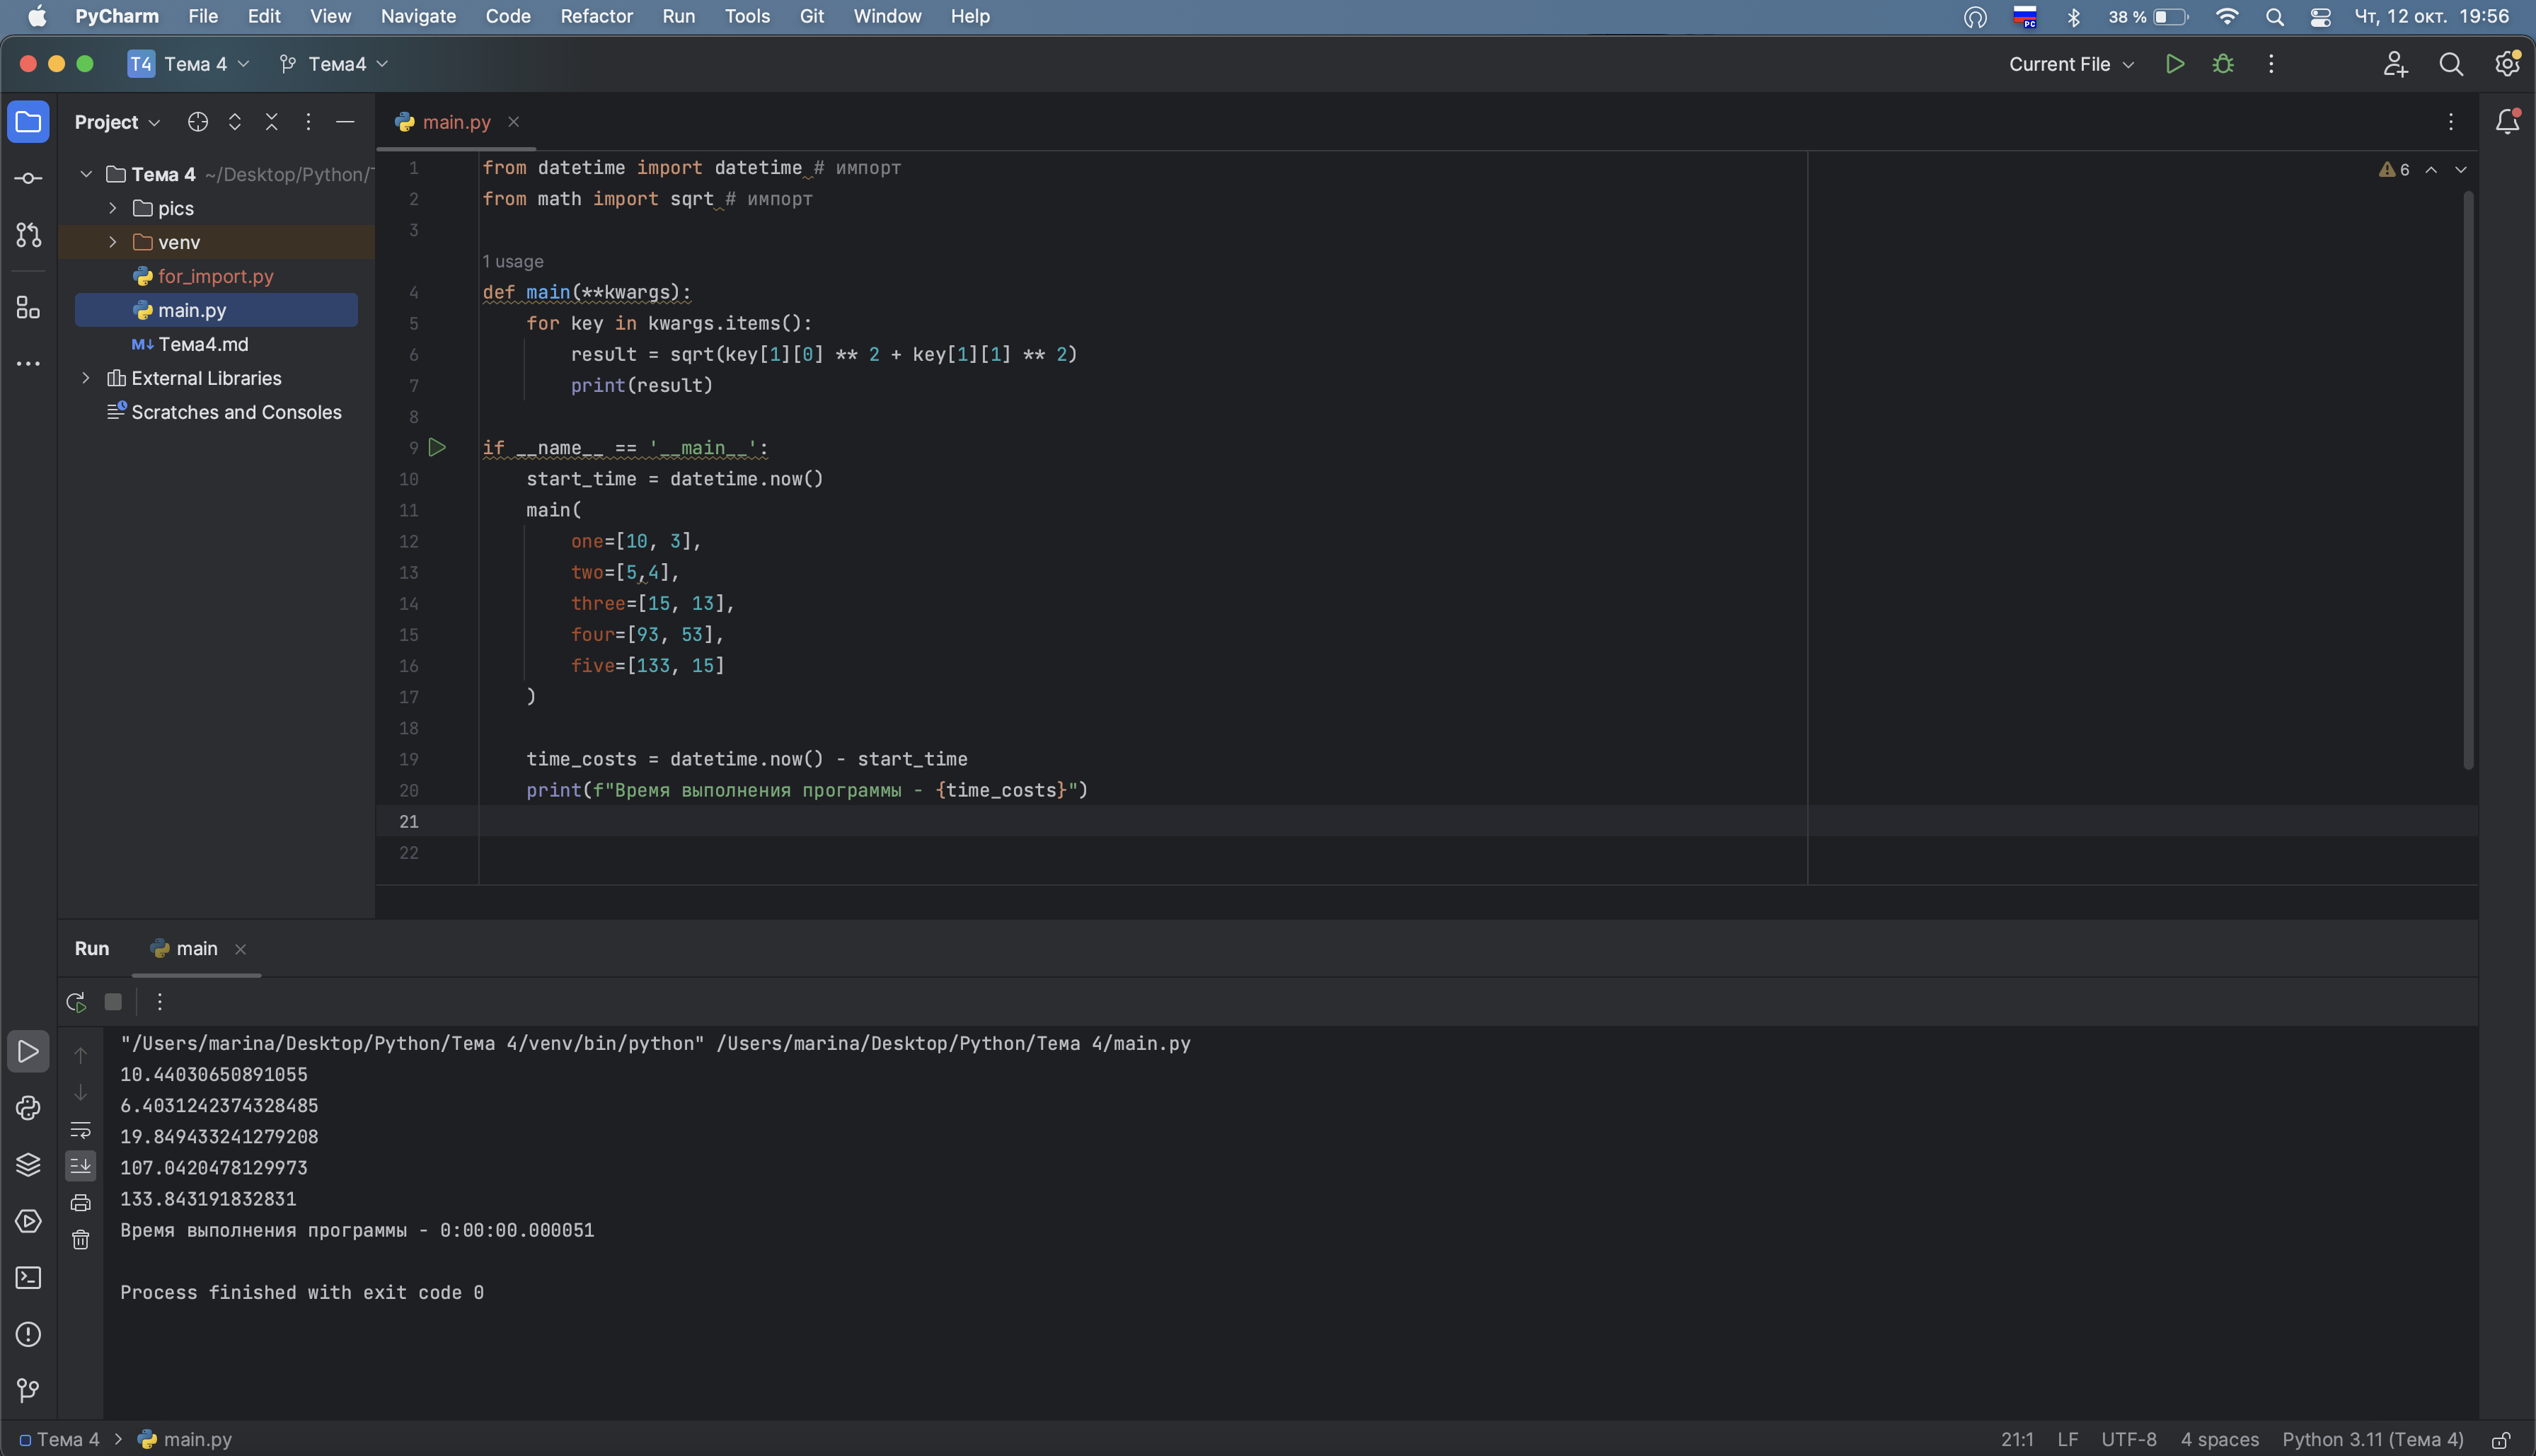 PyCharm File Edit View Navigate Code Refactor Run Tools Git Window Help РС 38 % Чт, 12 окт. 19:56
T4 Тема 4 Тема4 Current File
Project
main.py
Тема 4 ~/Desktop/Python/
pics
venv
for_import.py
main.py
M↓ Тема4.md
External Libraries
Scratches and Consoles
6
1 from datetime import datetime # импорт
2 from math import sqrt # импорт
3
1 usage
4 def main(**kwargs):
5     for key in kwargs.items():
6         result = sqrt(key[1][0] ** 2 + key[1][1] ** 2)
7         print(result)
8
9 if __name__ == '__main__':
10     start_time = datetime.now()
11     main(
12         one=[10, 3],
13         two=[5,4],
14         three=[15, 13],
15         four=[93, 53],
16         five=[133, 15]
17     )
18
19     time_costs = datetime.now() - start_time
20     print(f"Время выполнения программы - {time_costs}")
21
22
Run main
"/Users/marina/Desktop/Python/Тема 4/venv/bin/python" /Users/marina/Desktop/Python/Тема 4/main.py
10.44030650891055
6.4031242374328485
19.849433241279208
107.0420478129973
133.843191832831
Время выполнения программы - 0:00:00.000051
Process finished with exit code 0
Тема 4 > main.py 21:1 LF UTF-8 4 spaces Python 3.11 (Тема 4)